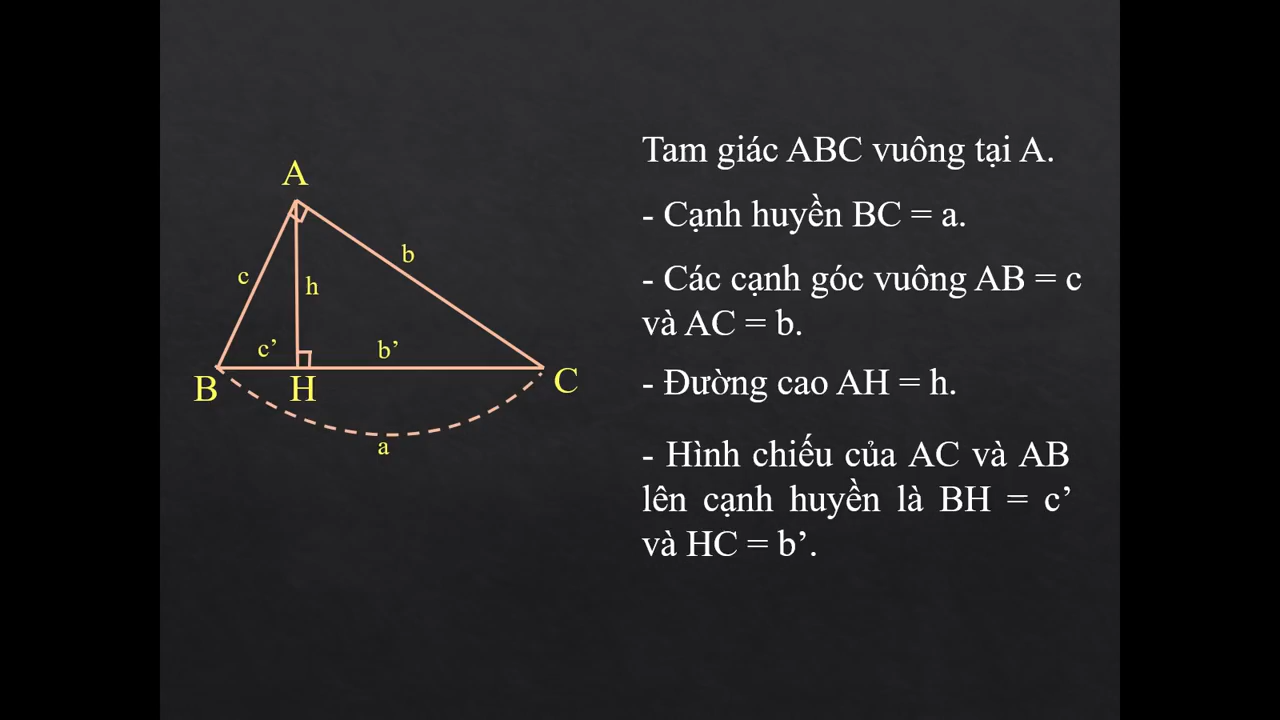 A
c
h
b
c’
b’
B
H
C
a
Tam giác ABC vuông tại A.
- Cạnh huyền BC = a.
- Các cạnh góc vuông AB = c
và AC = b.
- Đường cao AH = h.
- Hình chiếu của AC và AB
lên cạnh huyền là BH = c’
và HC = b’.